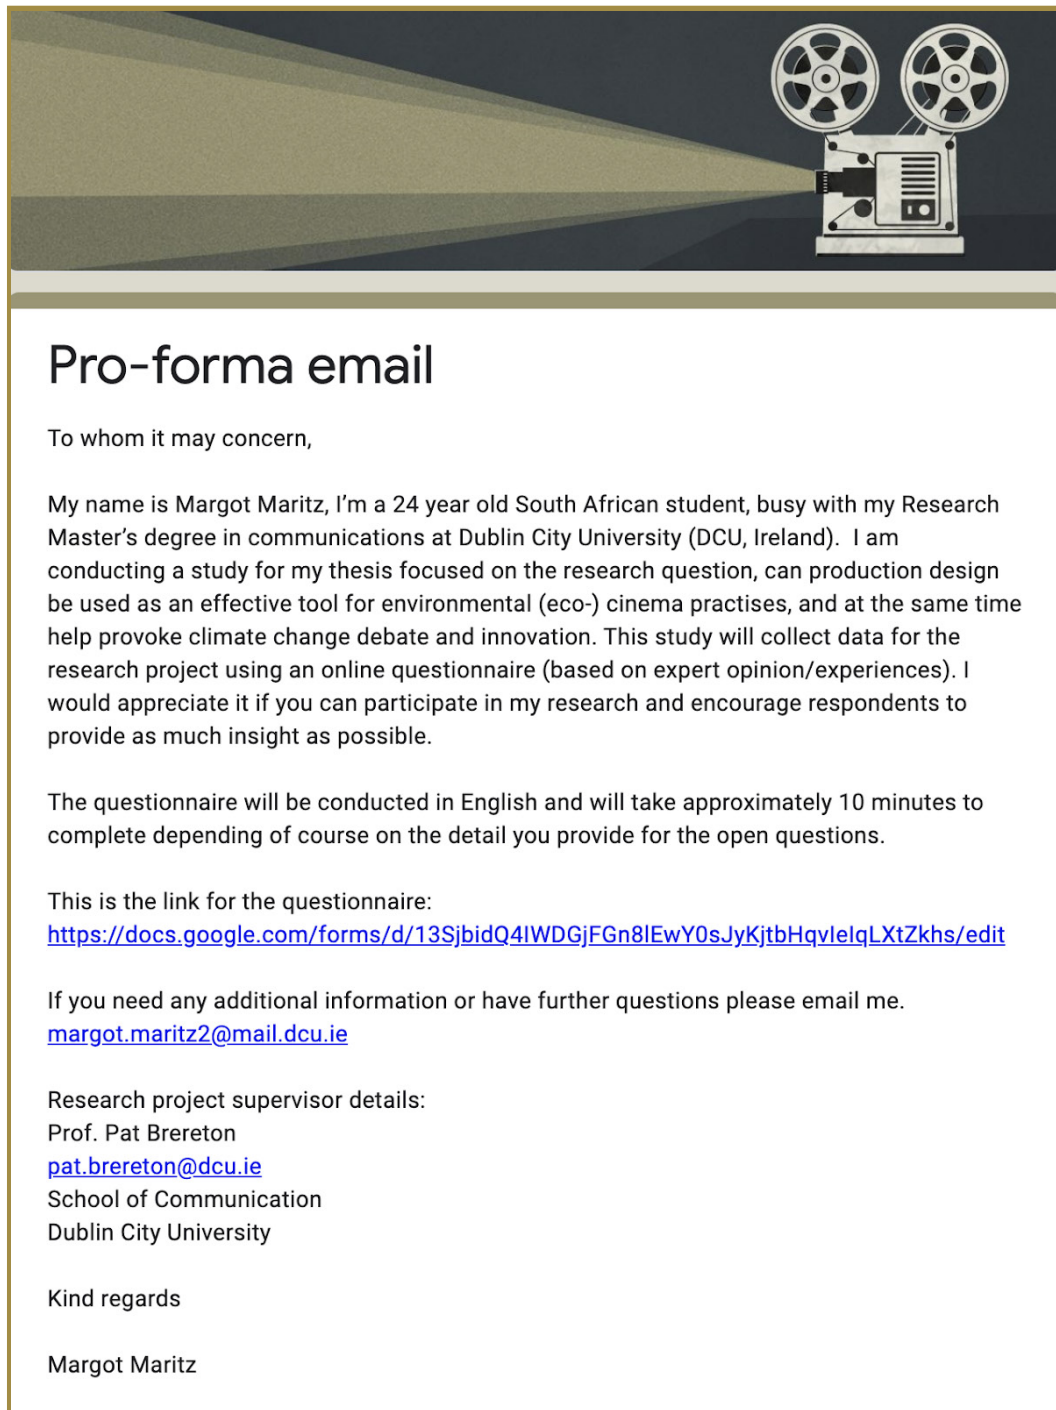 Pro-forma email
To whom it may concern,
My name is Margot Maritz, I’m a 24 year old South African student, busy with my Research
Master’s degree in communications at Dublin City University (DCU, Ireland).  I am
conducting a study for my thesis focused on the research question, can production design
be used as an effective tool for environmental (eco-) cinema practises, and at the same time
help provoke climate change debate and innovation. This study will collect data for the
research project using an online questionnaire (based on expert opinion/experiences). I
would appreciate it if you can participate in my research and encourage respondents to
provide as much insight as possible.
The questionnaire will be conducted in English and will take approximately 10 minutes to
complete depending of course on the detail you provide for the open questions.
This is the link for the questionnaire:
https://docs.google.com/forms/d/13SjbidQ4IWDGjFGn8lEwY0sJyKjtbHqvIeIqLXtZkhs/edit
If you need any additional information or have further questions please email me.
margot.maritz2@mail.dcu.ie
Research project supervisor details:
Prof. Pat Brereton
pat.brereton@dcu.ie
School of Communication
Dublin City University
Kind regards
Margot Maritz